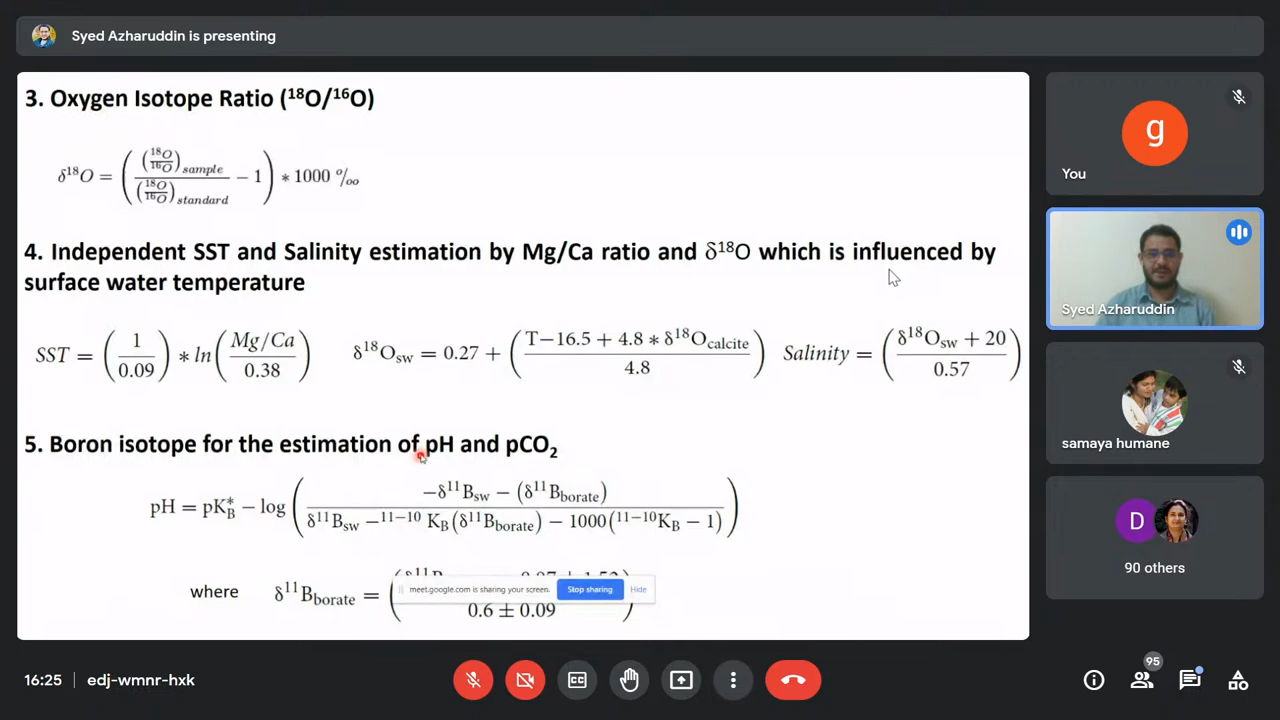 Syed Azharuddin is presenting
3. Oxygen Isotope Ratio (¹⁸O/¹⁶O)
δ¹⁸O = ( (¹⁸O/¹⁶O)sample / (¹⁸O/¹⁶O)standard − 1 ) * 1000 ‰
4. Independent SST and Salinity estimation by Mg/Ca ratio and δ¹⁸O which is influenced by
surface water temperature
SST = (1/0.09) * ln(Mg/Ca / 0.38) δ¹⁸Osw = 0.27 + ( (T−16.5 + 4.8 * δ¹⁸Ocalcite) / 4.8 ) Salinity = ( (δ¹⁸Osw + 20) / 0.57 )
5. Boron isotope for the estimation of pH and pCO₂
pH = pK*B − log ( (−δ¹¹Bsw − (δ¹¹Bborate)) / (δ¹¹Bsw −¹¹⁻¹⁰ KB(δ¹¹Bborate) − 1000(¹¹⁻¹⁰KB − 1)) )
where δ¹¹Bborate = 0.6 ± 0.09
meet.google.com is sharing your screen. Stop sharing Hide
g
You
Syed Azharuddin
samaya humane
D
90 others
16:25 | edj-wmnr-hxk
95